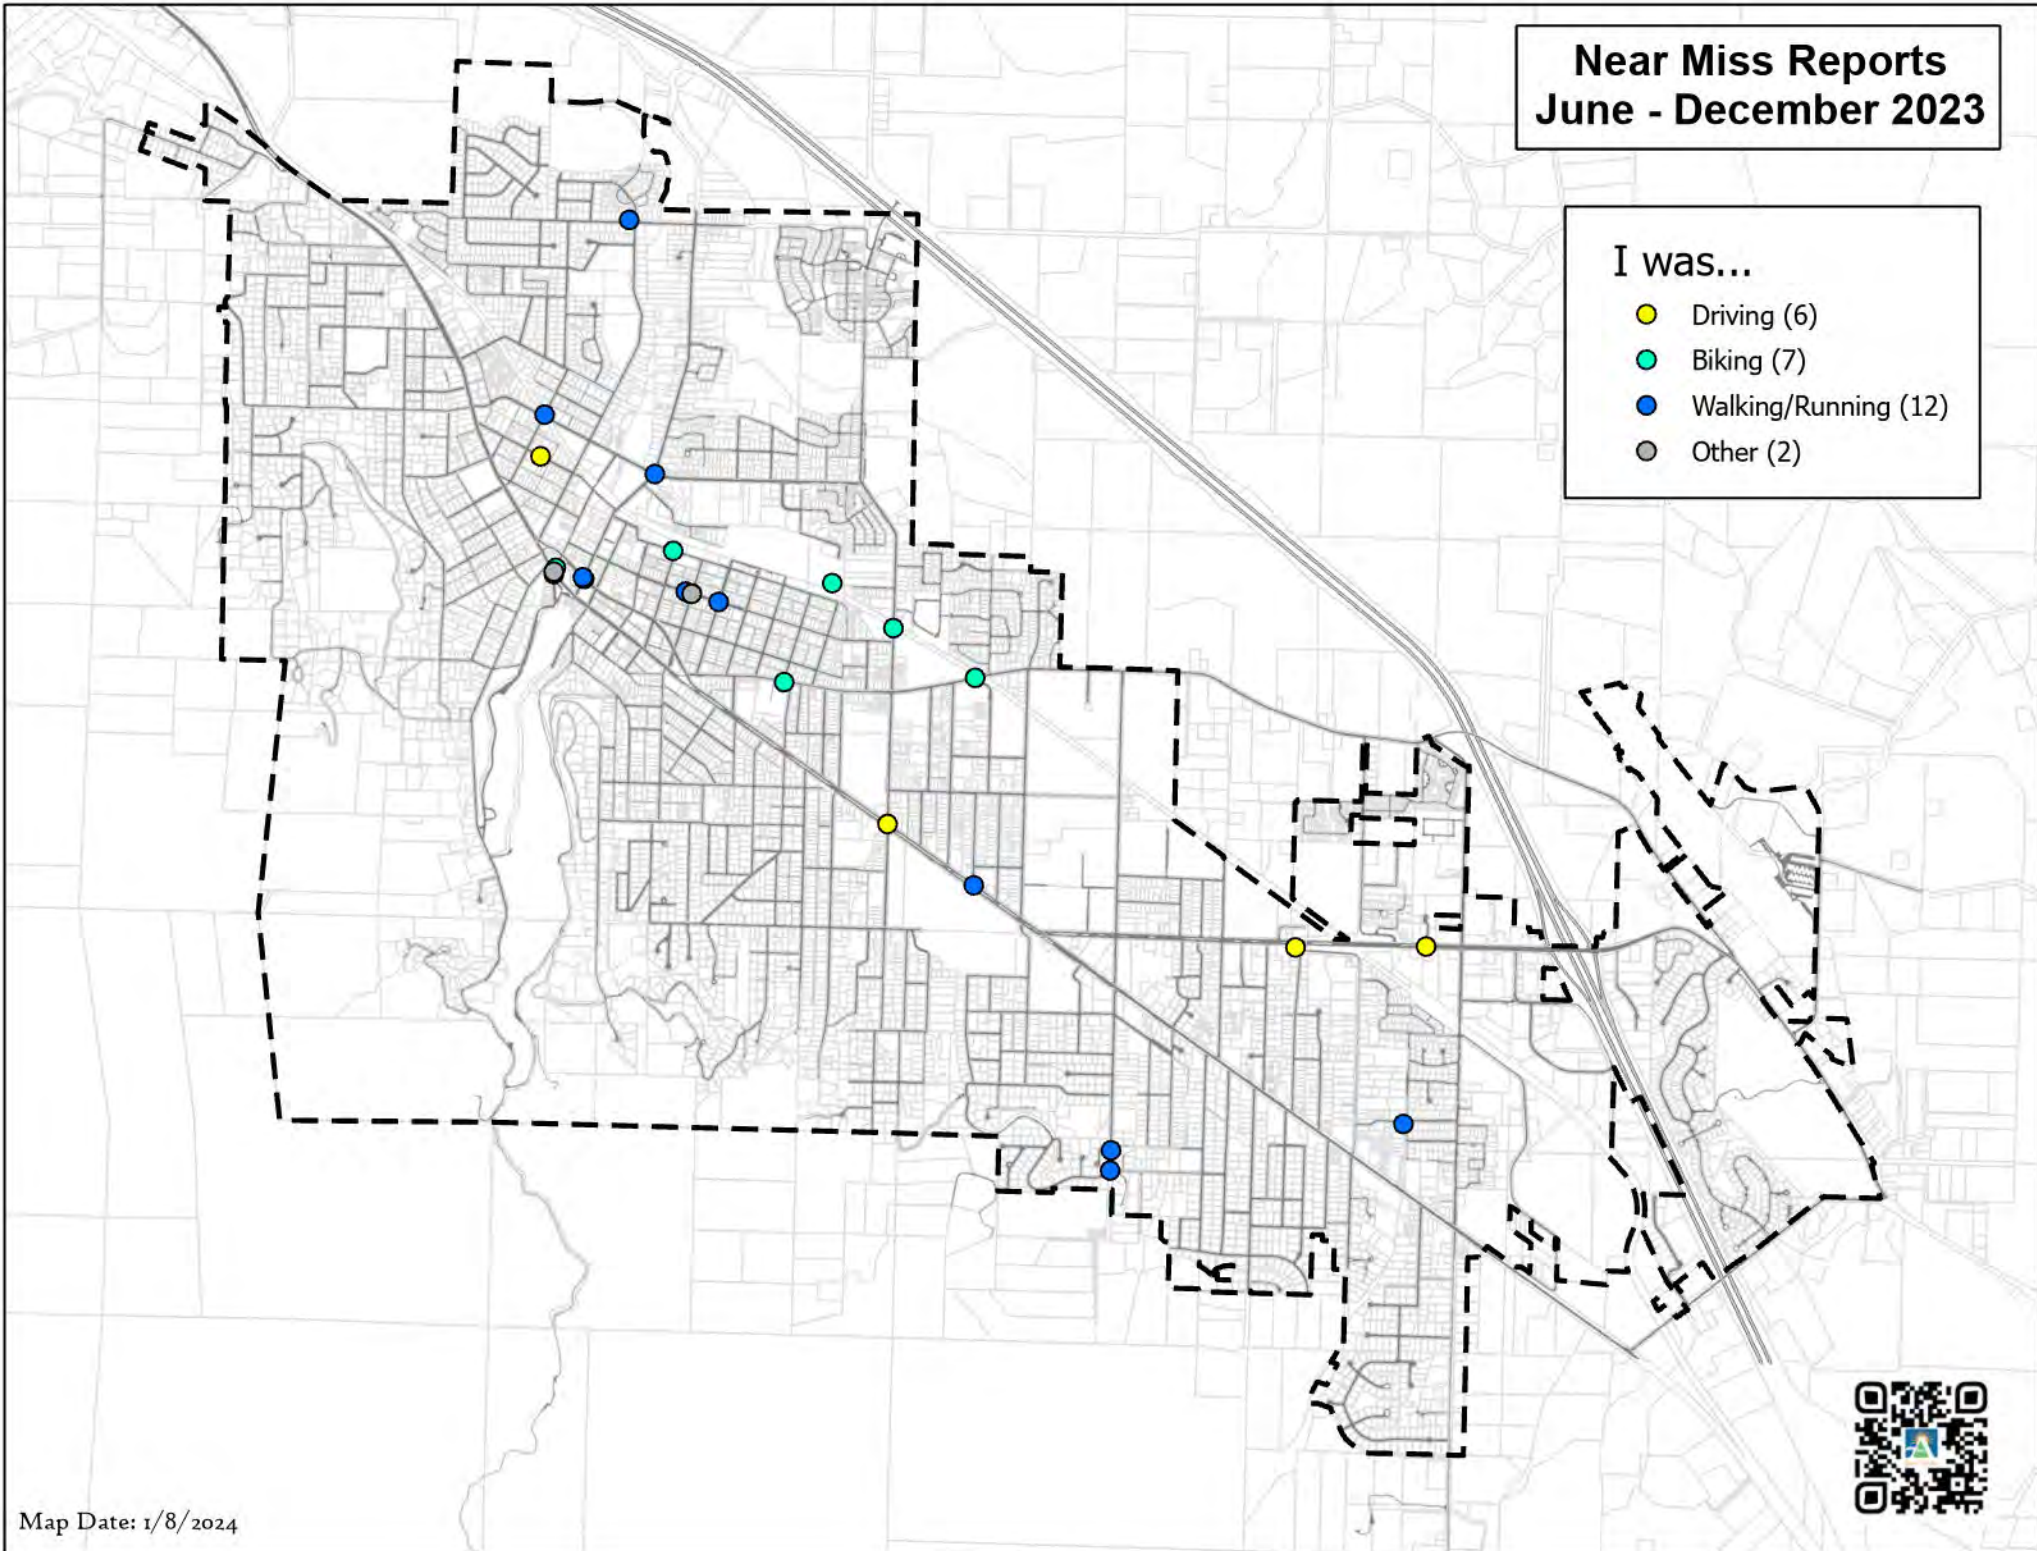 Near Miss Reports
June - December 2023
I was...
Driving (6)
Biking (7)
Walking/Running (12)
Other (2)
Map Date: 1/8/2024